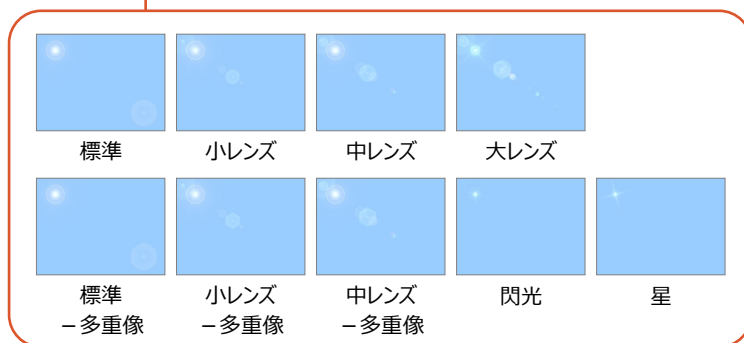 標準
小レンズ
中レンズ
大レンズ
標準
－多重像
小レンズ
－多重像
中レンズ
－多重像
閃光
星